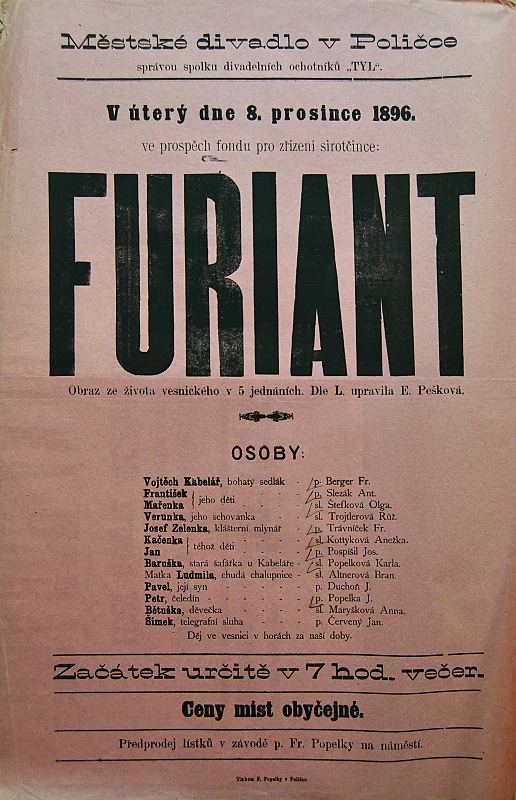 Městské divadlo v Poličce
správou spolku divadelních ochotníků „TYL“.
V úterý dne 8. prosince 1896.
ve prospěch fondu pro zřízení sirotčince:
FURIANT
Obraz ze života vesnického v 5 jednáních. Dle L. upravila E. Pešková.
OSOBY:
Vojtěch Kabelář, bohatý sedlák - p. Berger Fr.
František } jeho děti - p. Slezák Ant.
Mařenka } sl. Štefková Olga.
Verunka, jeho schovanka - sl. Trojtlerová Růž.
Josef Zelenka, klášterní mlynář - p. Trávníček Fr.
Kačenka } téhož děti - sl. Kottyková Anežka.
Jan } p. Pospíšil Jos.
Baruška, stará šafářka u Kabeláře - sl. Popelková Karla.
Matka Ludmila, chudá chalupnice - sl. Altnerová Bran.
Pavel, její syn - p. Duchoň J.
Petr, čeledín - p. Popelka J.
Bětuška, děvečka - sl. Maryšková Anna.
Šimek, telegrafní sluha - p. Červený Jan.
Děj ve vesnici v horách za naší doby.
Začátek určitě v 7 hod. večer.
Ceny míst obyčejné.
Předprodej lístků v závodě p. Fr. Popelky na náměstí.
Tiskem F. Popelky v Poličce.